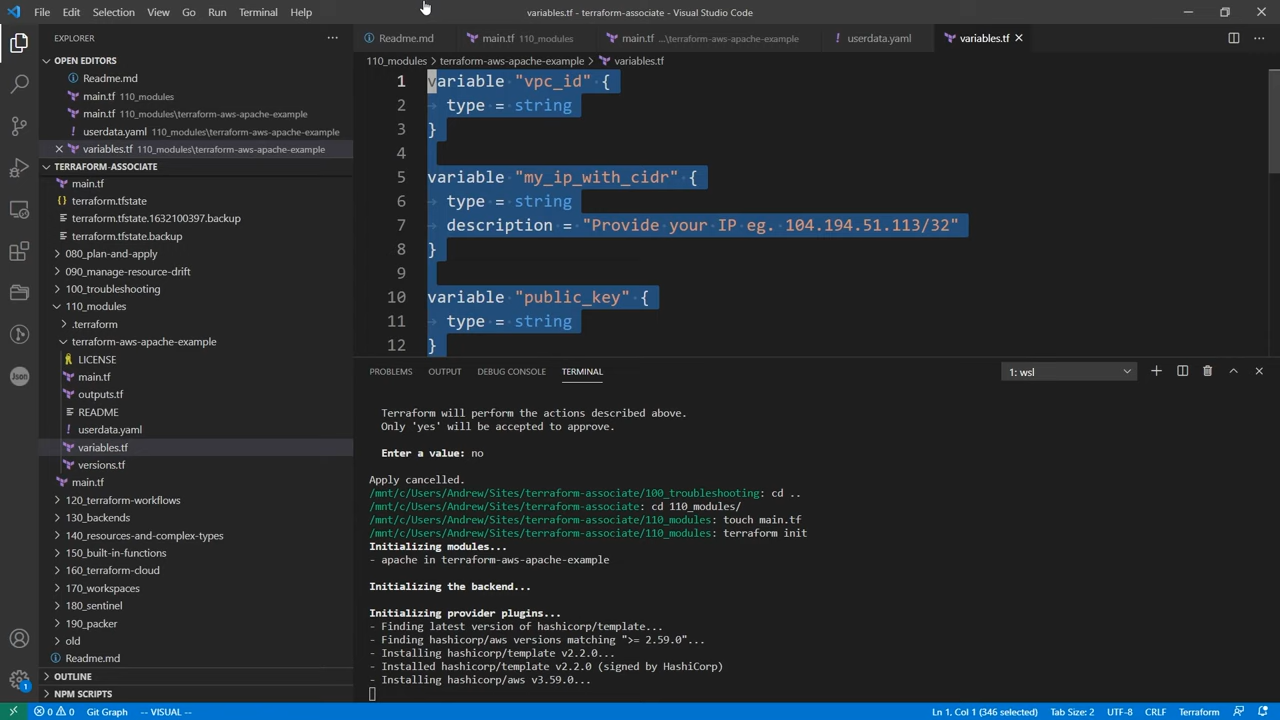 File Edit Selection View Go Run Terminal Help
variables.tf - terraform-associate - Visual Studio Code
EXPLORER
OPEN EDITORS
Readme.md
main.tf 110_modules
main.tf 110_modules\terraform-aws-apache-example
userdata.yaml 110_modules\terraform-aws-apache-example
variables.tf 110_modules\terraform-aws-apache-example
TERRAFORM-ASSOCIATE
main.tf
terraform.tfstate
terraform.tfstate.1632100397.backup
terraform.tfstate.backup
080_plan-and-apply
090_manage-resource-drift
100_troubleshooting
110_modules
.terraform
terraform-aws-apache-example
LICENSE
main.tf
outputs.tf
README
userdata.yaml
variables.tf
versions.tf
main.tf
120_terraform-workflows
130_backends
140_resources-and-complex-types
150_built-in-functions
160_terraform-cloud
170_workspaces
180_sentinel
190_packer
old
Readme.md
OUTLINE
NPM SCRIPTS
Json
1
Readme.md main.tf 110_modules main.tf ...\terraform-aws-apache-example userdata.yaml variables.tf
110_modules > terraform-aws-apache-example > variables.tf
1 variable "vpc_id" {
2 type = string
3 }
4
5 variable "my_ip_with_cidr" {
6 type = string
7 description = "Provide your IP eg. 104.194.51.113/32"
8 }
9
10 variable "public_key" {
11 type = string
12 }
PROBLEMS OUTPUT DEBUG CONSOLE TERMINAL 1: wsl
Terraform will perform the actions described above.
Only 'yes' will be accepted to approve.
Enter a value: no
Apply cancelled.
/mnt/c/Users/Andrew/Sites/terraform-associate/100_troubleshooting: cd ..
/mnt/c/Users/Andrew/Sites/terraform-associate: cd 110_modules/
/mnt/c/Users/Andrew/Sites/terraform-associate/110_modules: touch main.tf
/mnt/c/Users/Andrew/Sites/terraform-associate/110_modules: terraform init
Initializing modules...
- apache in terraform-aws-apache-example
Initializing the backend...
Initializing provider plugins...
- Finding latest version of hashicorp/template...
- Finding hashicorp/aws versions matching ">= 2.59.0"...
- Installing hashicorp/template v2.2.0...
- Installed hashicorp/template v2.2.0 (signed by HashiCorp)
- Installing hashicorp/aws v3.59.0...
0 0 Git Graph -- VISUAL -- Ln 1, Col 1 (346 selected) Tab Size: 2 UTF-8 CRLF Terraform